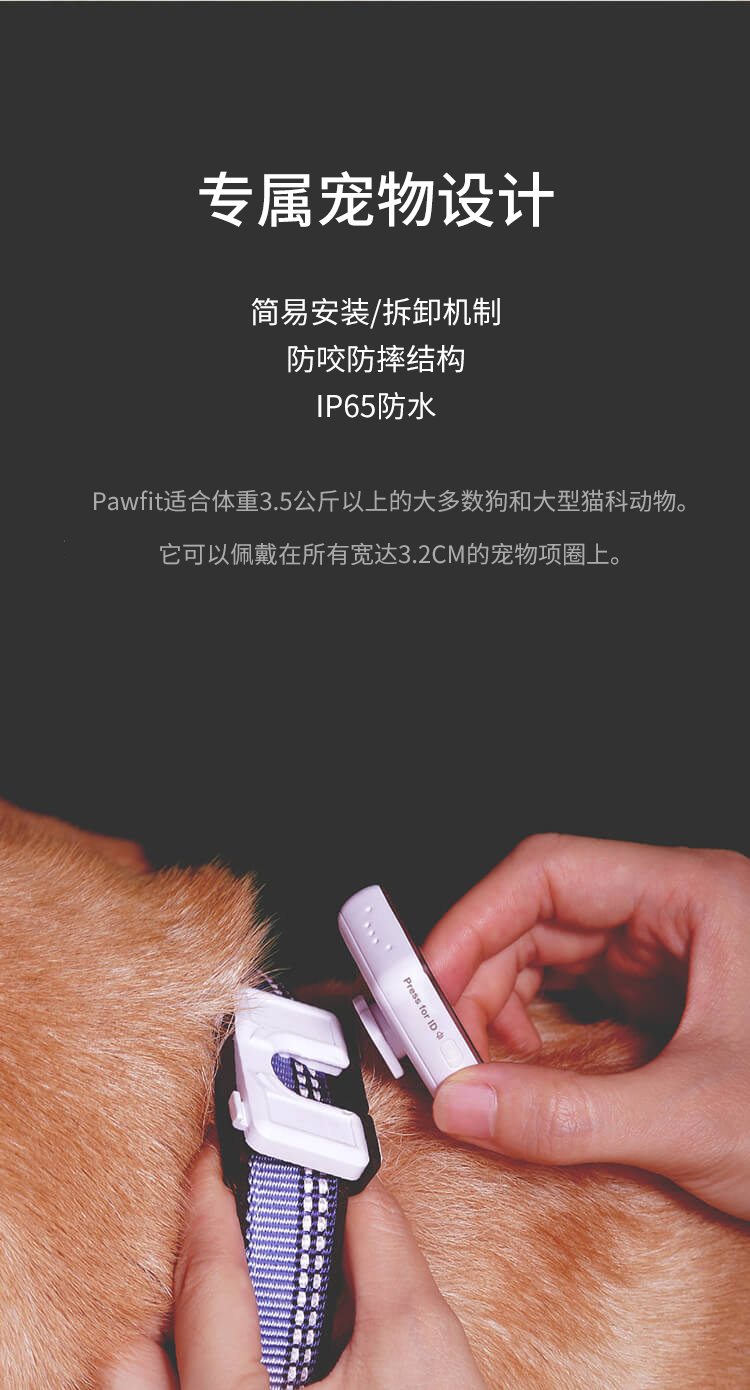 专属宠物设计
简易安装/拆卸机制
防咬防摔结构
IP65防水
Pawfit适合体重3.5公斤以上的大多数狗和大型猫科动物。
它可以佩戴在所有宽达3.2CM的宠物项圈上。
Press for ID